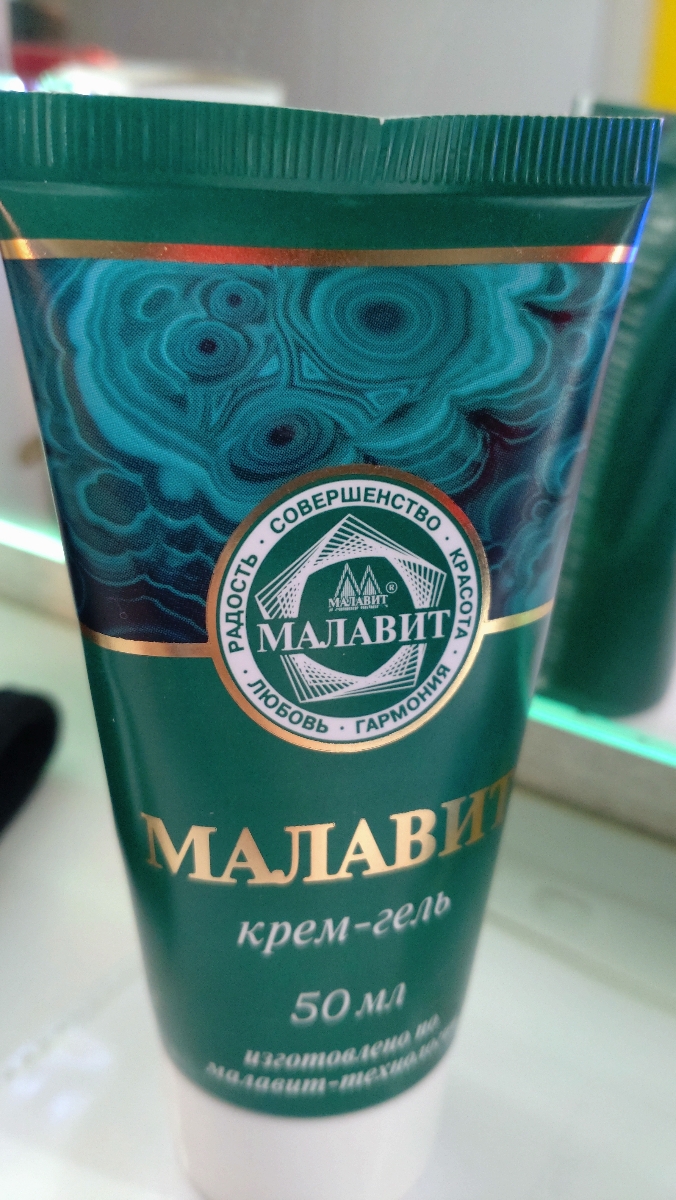 РАДОСТЬ · СОВЕРШЕНСТВО · КРАСОТА · ГАРМОНИЯ · ЛЮБОВЬ ·
МАЛАВИТ ®
МАЛАВИТ
МАЛАВИТ
крем-гель
50 мл
изготовлено по
малавит-технологии